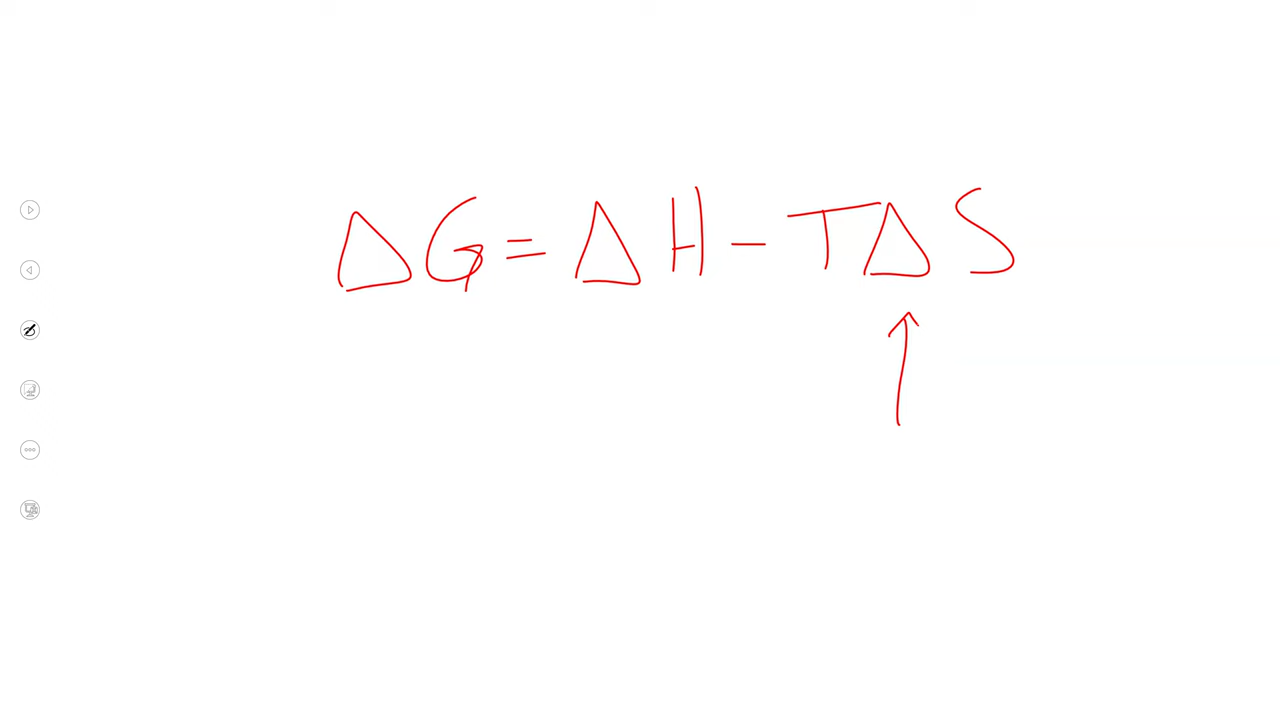 ΔG = ΔH - TΔS